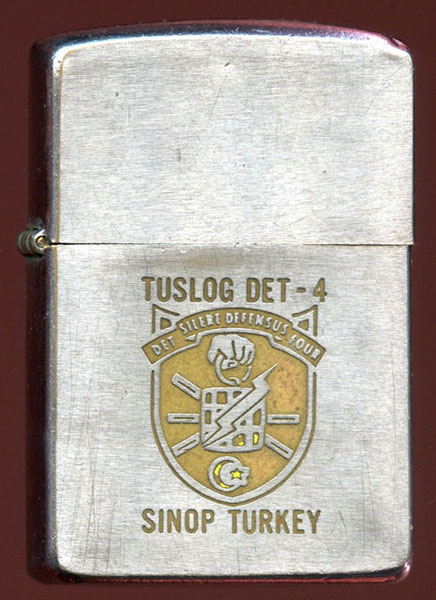 TUSLOG DET-4
DET SILERE DEFENSUS FOUR
SINOP TURKEY